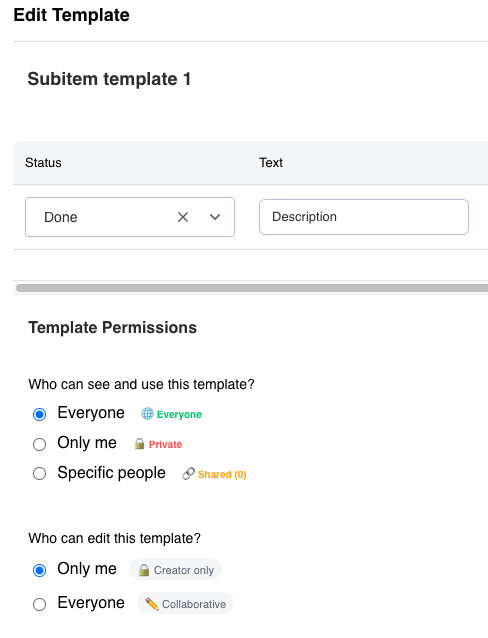 Edit Template
Subitem template 1
Status Text
Done Description
Template Permissions
Who can see and use this template?
Everyone 🌐 Everyone
Only me 🔒 Private
Specific people 🔗 Shared (0)
Who can edit this template?
Only me 🔒 Creator only
Everyone ✏️ Collaborative